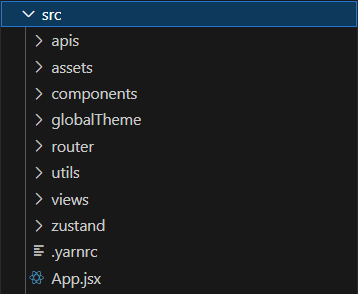 src
apis
assets
components
globalTheme
router
utils
views
zustand
.yarnrc
App.jsx